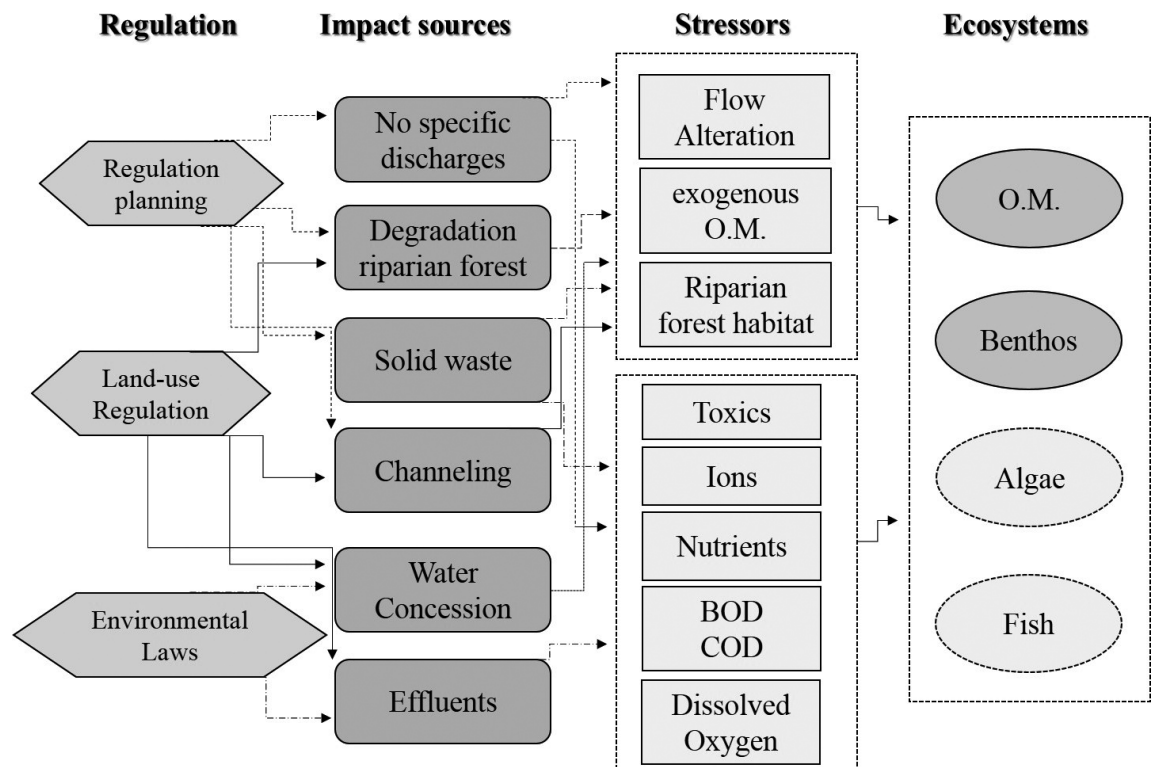 Regulation
Impact sources
Stressors
Ecosystems
Regulation
planning
Land-use
Regulation
Environmental
Laws
No specific
discharges
Degradation
riparian forest
Solid waste
Channeling
Water
Concession
Effluents
Flow
Alteration
exogenous
O.M.
Riparian
forest habitat
Toxics
Ions
Nutrients
BOD
COD
Dissolved
Oxygen
O.M.
Benthos
Algae
Fish